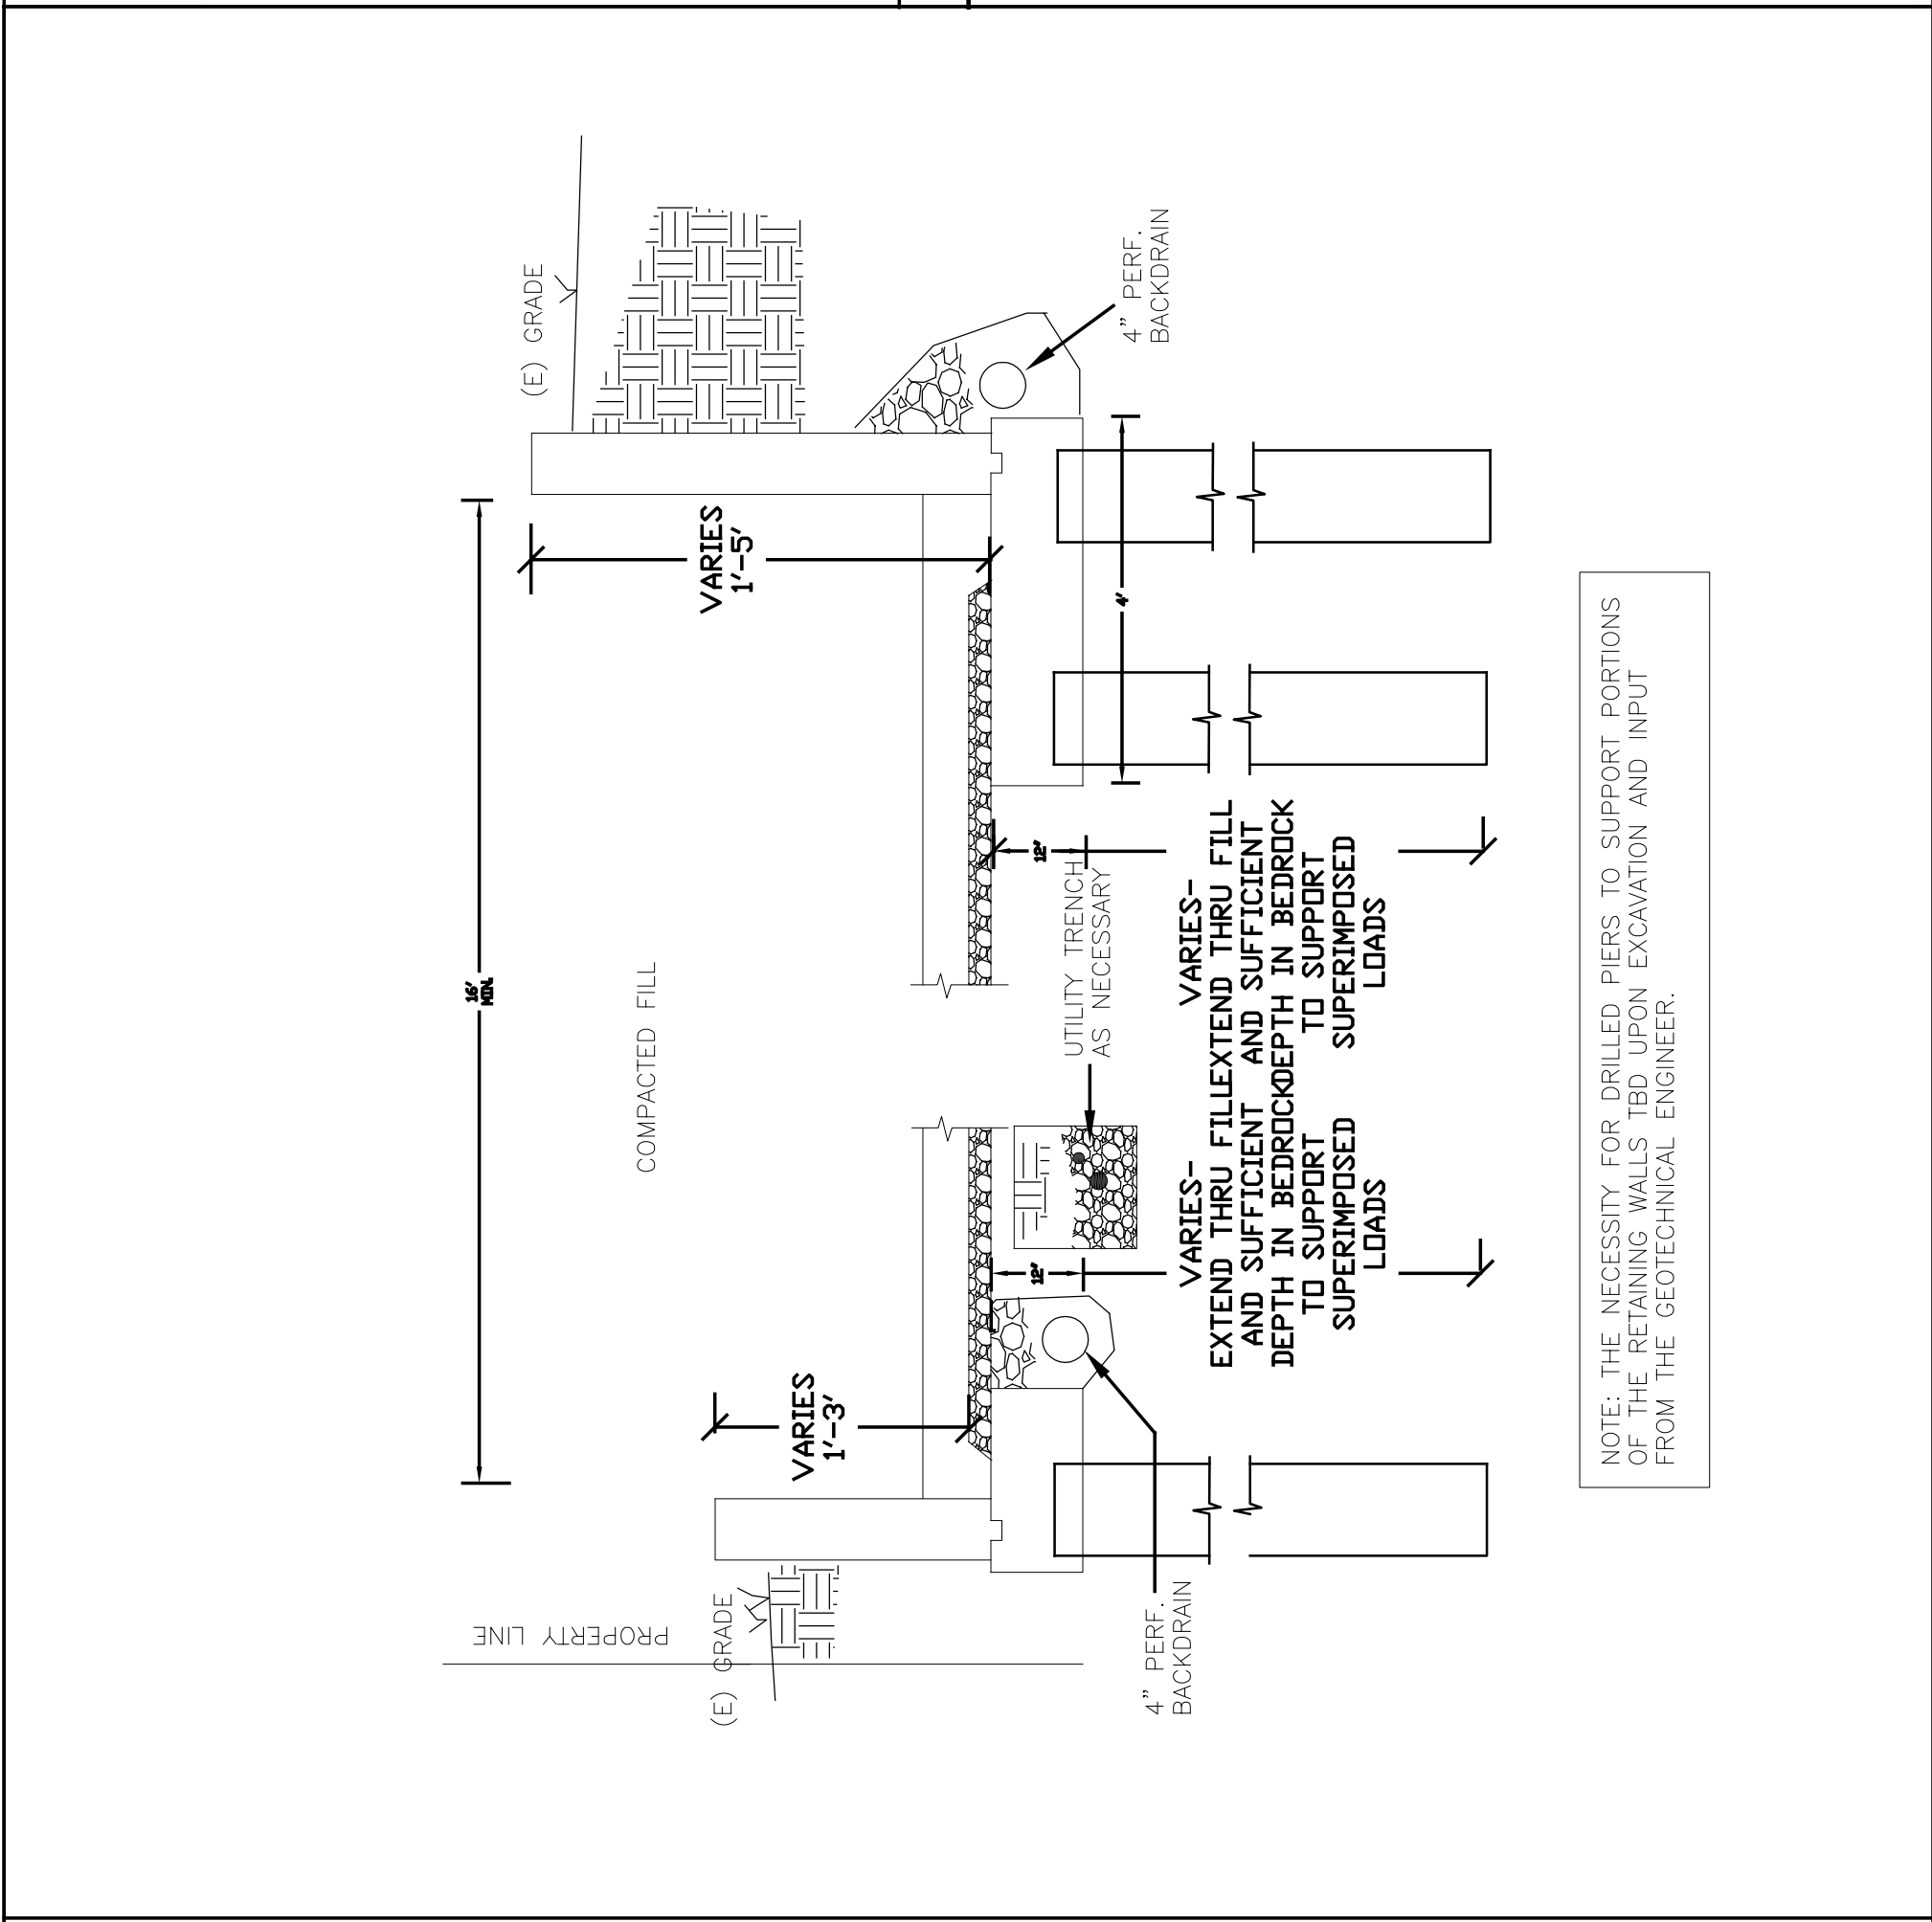 16'
MIN.
(E) GRADE
VARIES
1'-5'
COMPACTED FILL
PROPERTY LINE
(E) GRADE
VARIES
1'-3'
4" PERF.
BACKDRAIN
4'
12'
UTILITY TRENCH
AS NECESSARY
12'
4" PERF.
BACKDRAIN
VARIES-
EXTEND THRU FILL
AND SUFFICIENT
DEPTH IN BEDROCK
TO SUPPORT
SUPERIMPOSED
LOADS
VARIES-
EXTEND THRU FILL
AND SUFFICIENT
DEPTH IN BEDROCK
TO SUPPORT
SUPERIMPOSED
LOADS
NOTE: THE NECESSITY FOR DRILLED PIERS TO SUPPORT PORTIONS
OF THE RETAINING WALLS TBD UPON EXCAVATION AND INPUT
FROM THE GEOTECHNICAL ENGINEER.